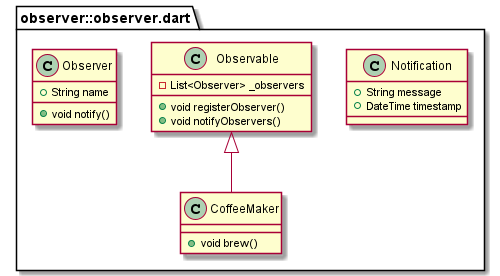 observer::observer.dart
C Observer
String name
void notify()
C Observable
List<Observer> _observers
void registerObserver()
void notifyObservers()
C Notification
String message
DateTime timestamp
C CoffeeMaker
void brew()